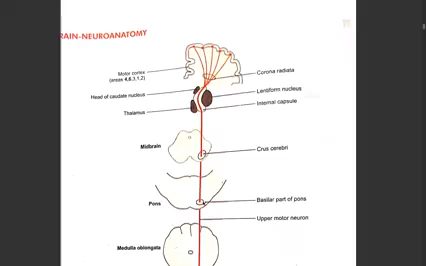 RAIN-NEUROANATOMY
Motor cortex
(areas 4,6,3,1,2)
Corona radiata
Head of caudate nucleus
Lentiform nucleus
Internal capsule
Thalamus
Midbrain
Crus cerebri
Basilar part of pons
Pons
Upper motor neuron
Medulla oblongata